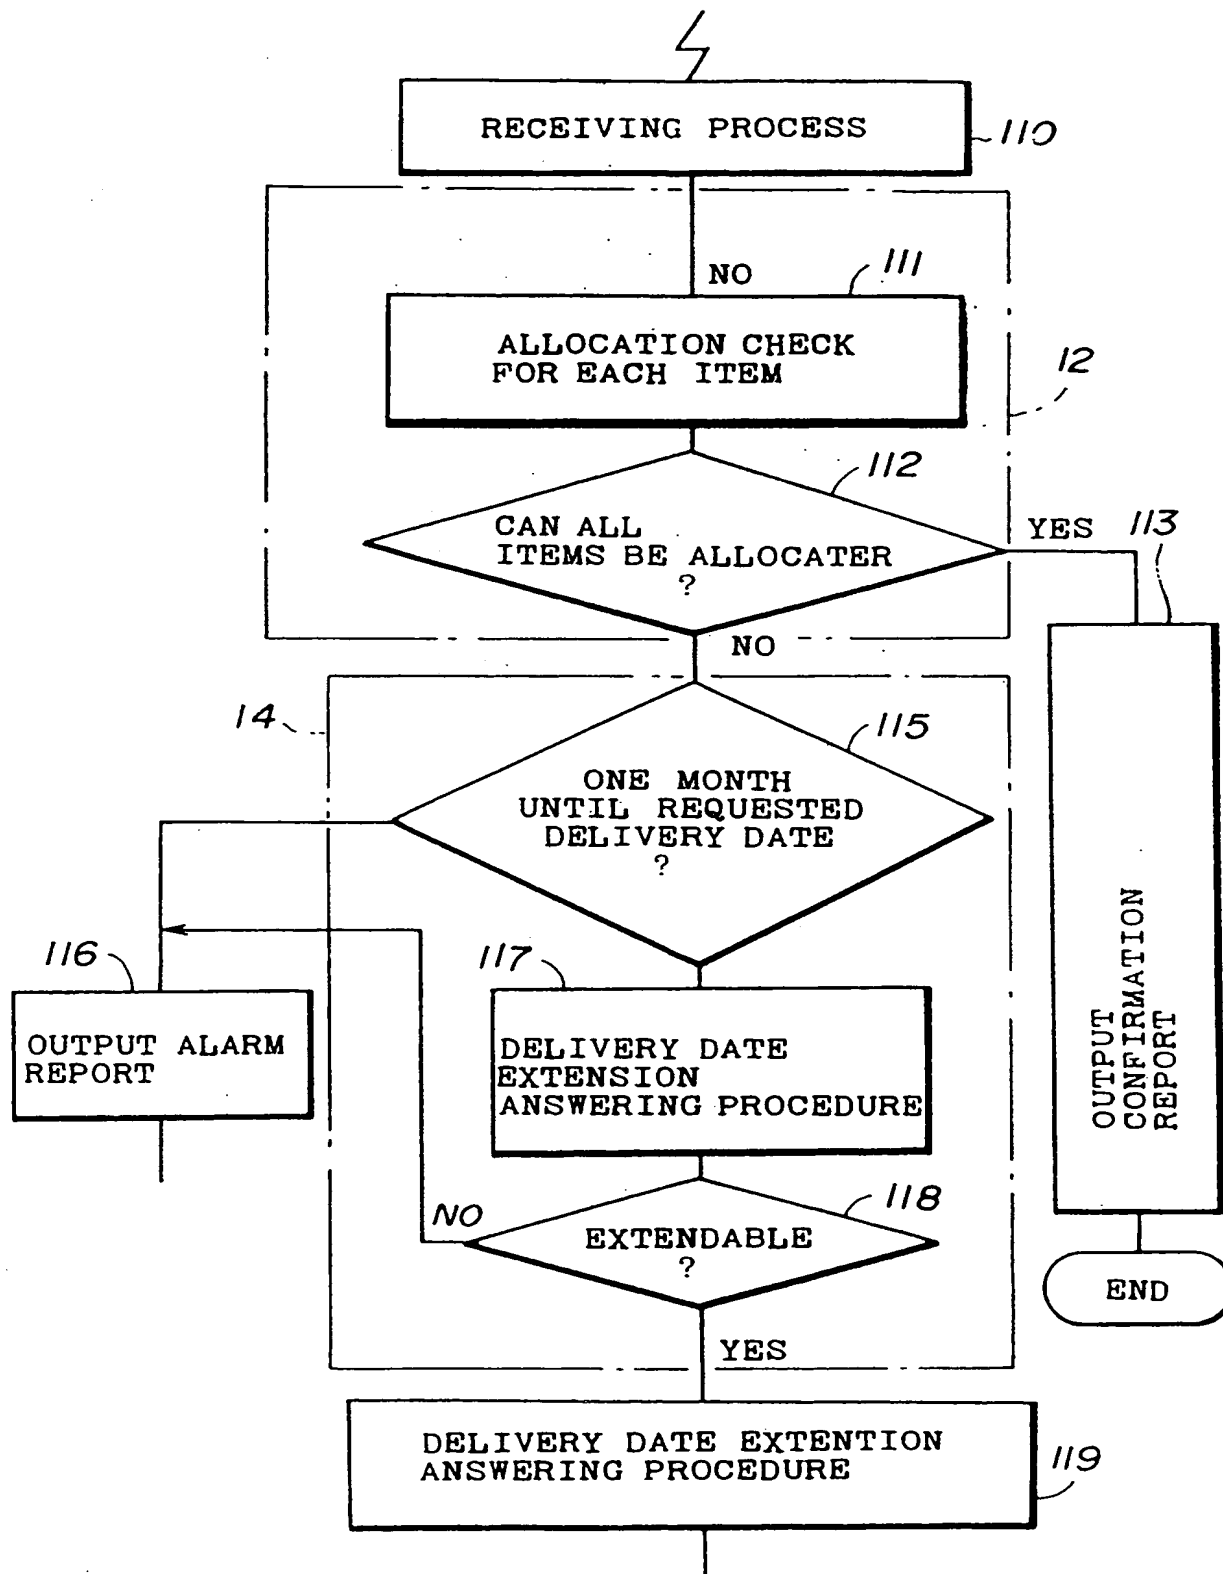 RECEIVING PROCESS
110
NO
111
ALLOCATION CHECK
FOR EACH ITEM
12
112
CAN ALL
ITEMS BE ALLOCATER
?
YES
113
NO
OUTPUT
CONFIRMATION
REPORT
END
14
115
ONE MONTH
UNTIL REQUESTED
DELIVERY DATE
?
116
OUTPUT ALARM
REPORT
117
DELIVERY DATE
EXTENSION
ANSWERING PROCEDURE
118
NO
EXTENDABLE
?
YES
DELIVERY DATE EXTENTION
ANSWERING PROCEDURE
119